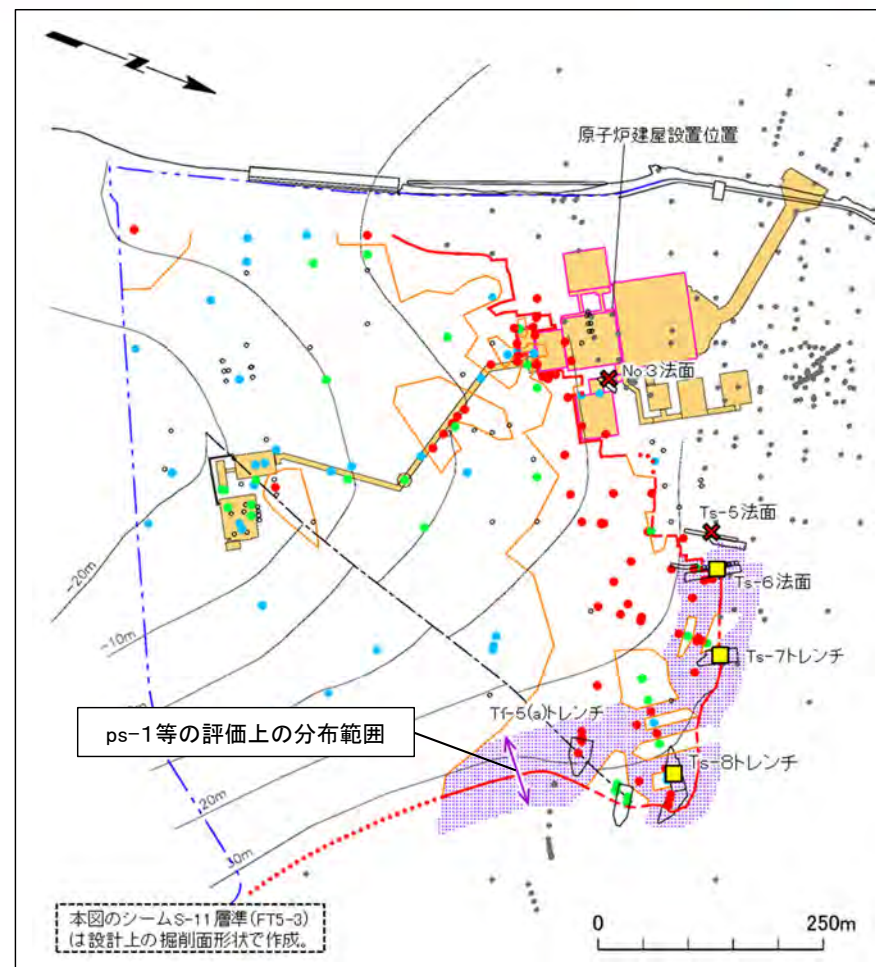 原子炉建屋設置位置
No.3法面
Ts-5法面
Ts-6法面
-20m
-10m
Ts-7トレンチ
Tf-5(a)トレンチ
ps-1等の評価上の分布範囲
Ts-8トレンチ
20m
30m
本図のシームS-11層準(FT5-3)
は設計上の掘削面形状で作成。
0 250m